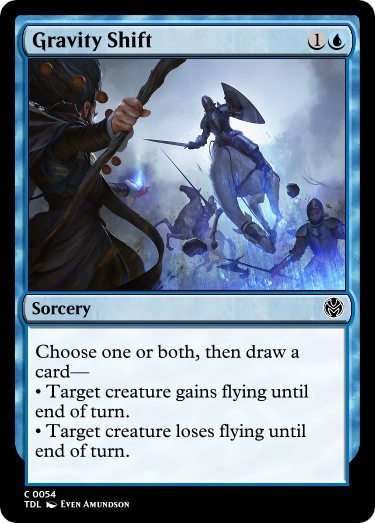 Gravity Shift 1
Sorcery
Choose one or both, then draw a
card—
• Target creature gains flying until
end of turn.
• Target creature loses flying until
end of turn.
C 0054
TDL Even Amundson